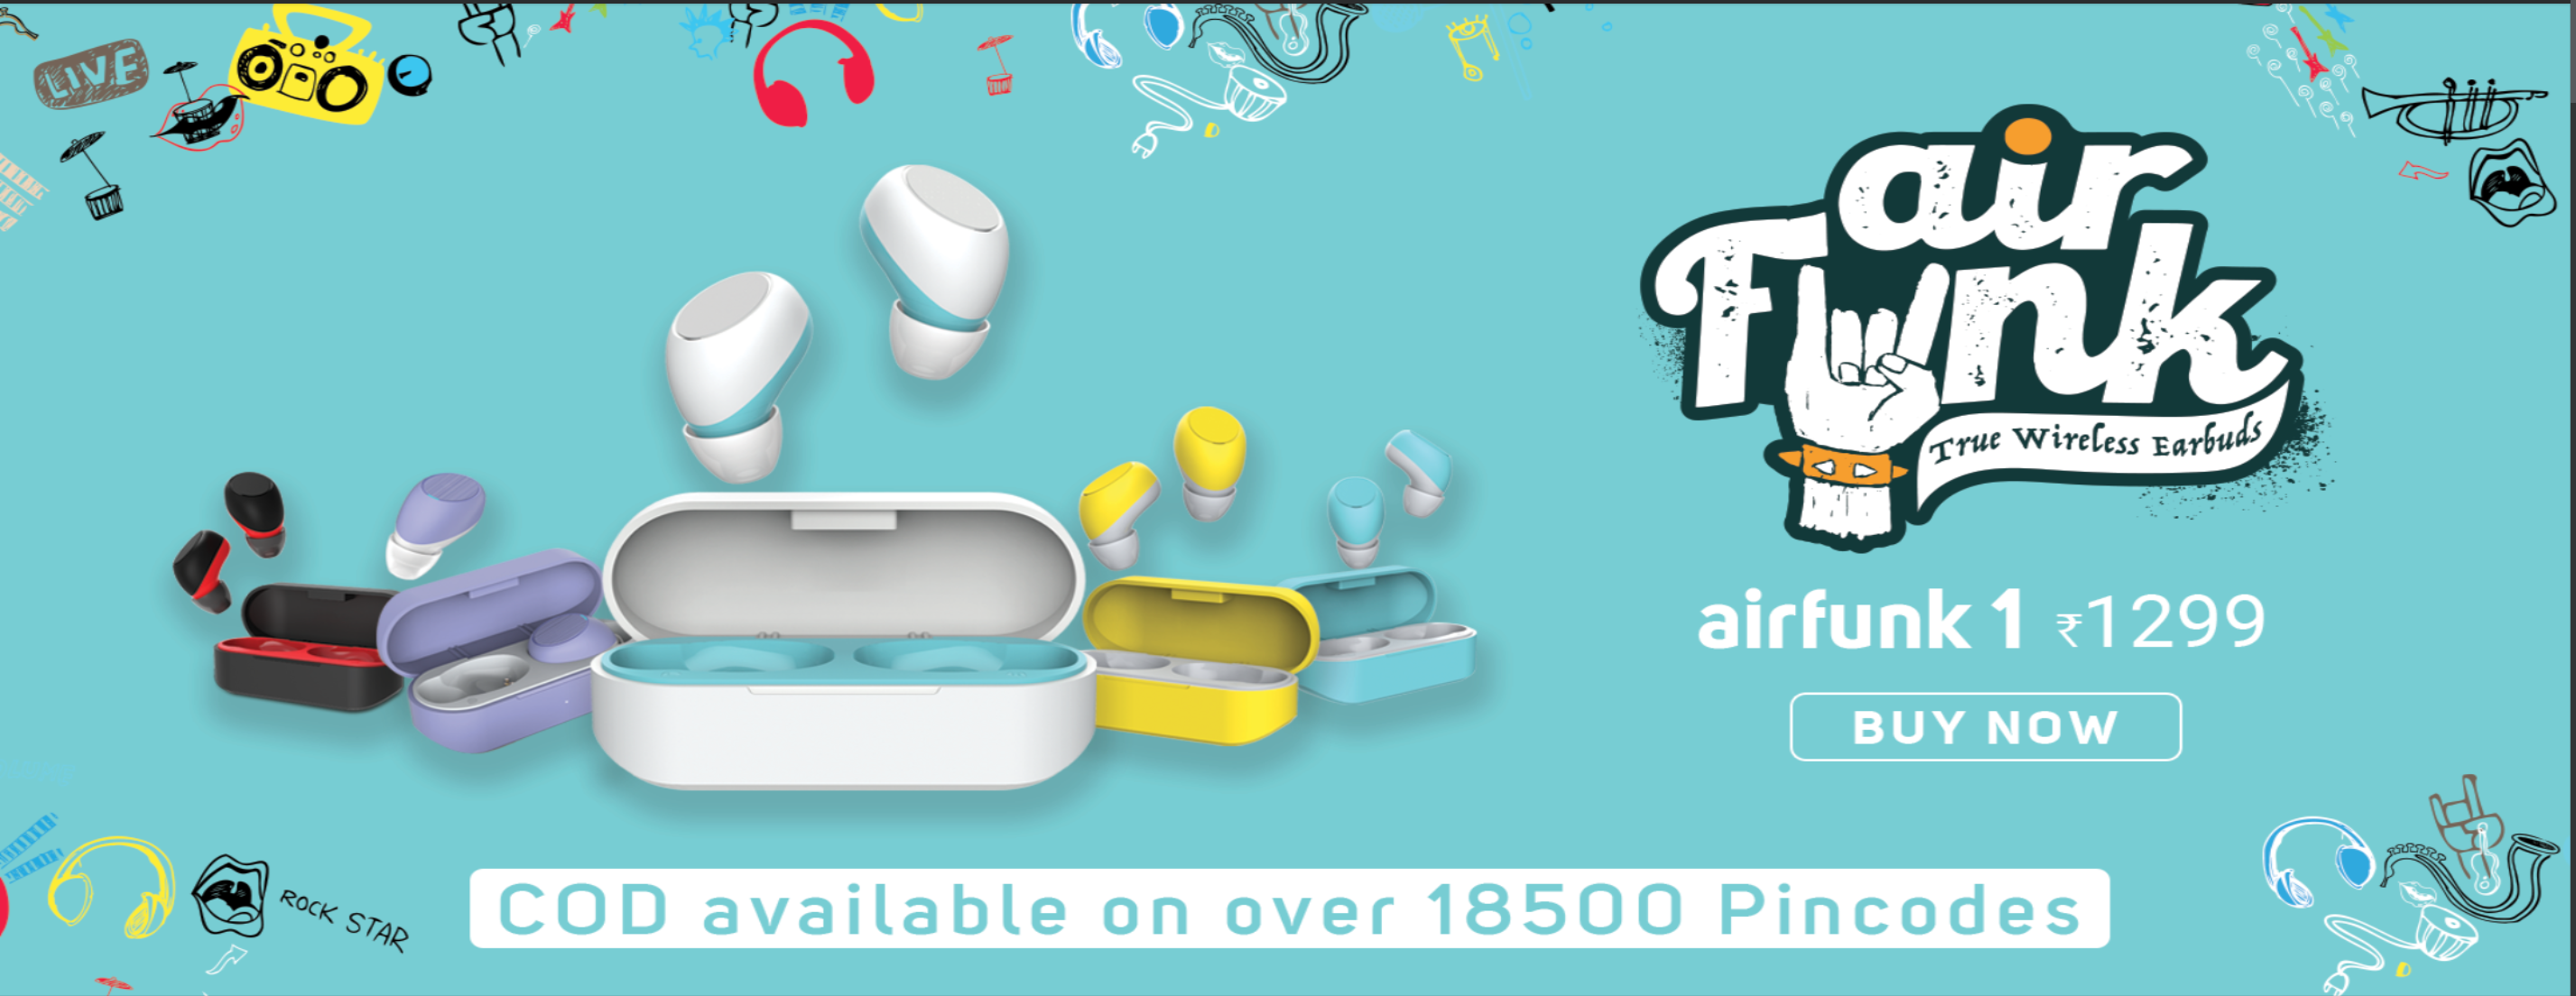 LIVE
air
Funk
True Wireless Earbuds
airfunk 1 ₹1299
BUY NOW
ROCK STAR
COD available on over 18500 Pincodes